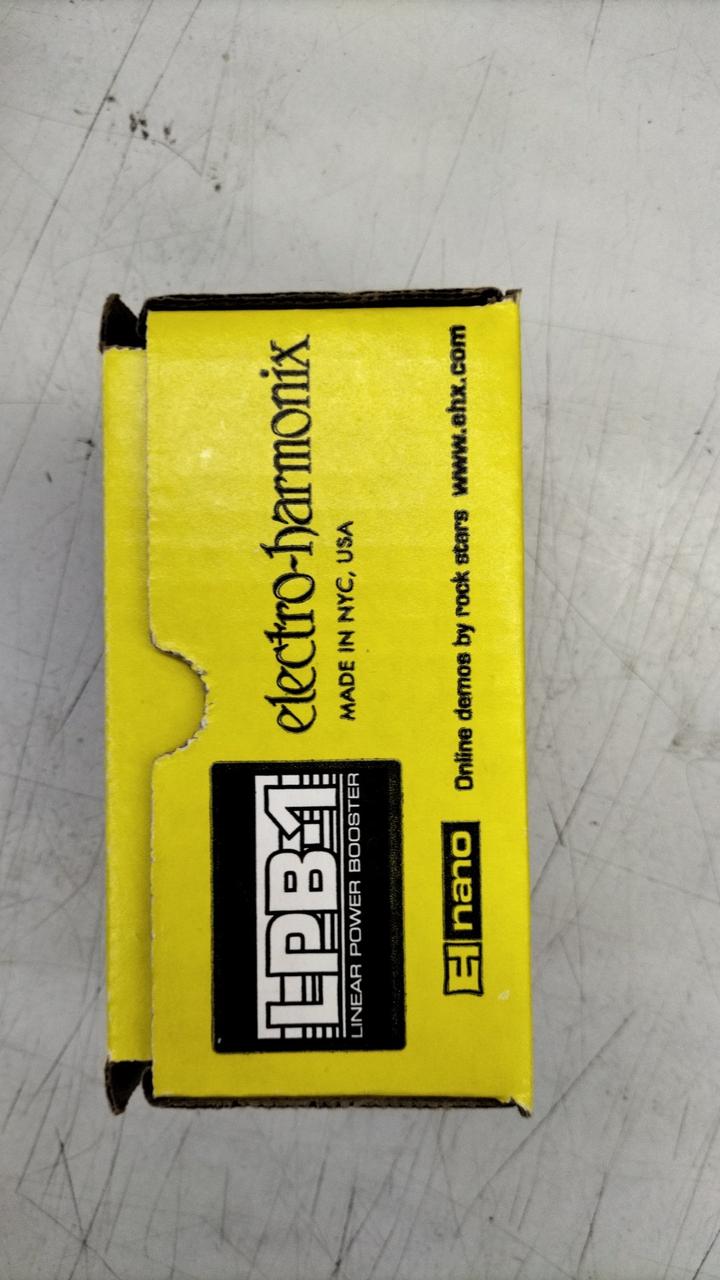 electro-harmonix
MADE IN NYC, USA
LPB-1
LINEAR POWER BOOSTER
EH nano
Online demos by rock stars www.ehx.com